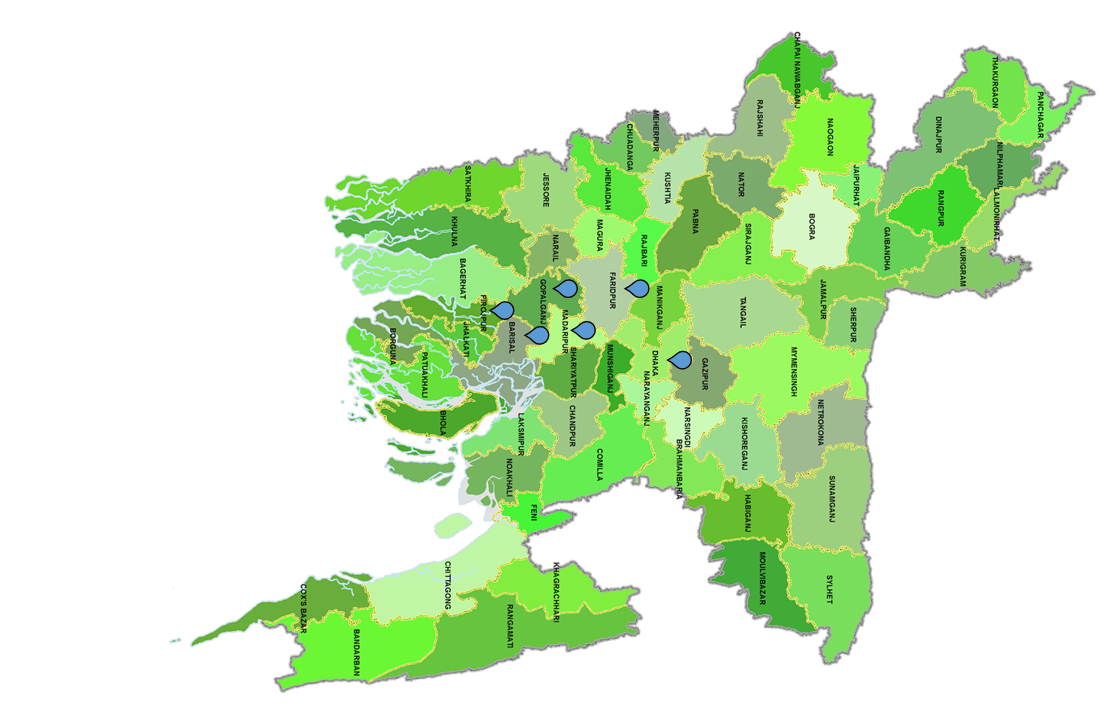 PANCHAGAR
THAKURGAON
NILPHAMARI
LALMONIRHAT
DINAJPUR
RANGPUR
KURIGRAM
GAIBANDHA
JAIPURHAT
NAOGAON
BOGRA
CHAPAI NAWABGANJ
RAJSHAHI
NATOR
SIRAJGANJ
PABNA
JAMALPUR
SHERPUR
TANGAIL
MYMENSINGH
NETROKONA
SUNAMGANJ
SYLHET
MOULVIBAZAR
HABIGANJ
KISHOREGANJ
GAZIPUR
NARSINGDI
BRAHMANBARIA
MEHERPUR
KUSHTIA
CHUADANGA
JHENAIDAH
RAJBARI
MAGURA
FARIDPUR
MANIKGANJ
DHAKA
NARAYANGANJ
MUNSHIGANJ
COMILLA
JESSORE
NARAIL
GOPALGANJ
MADARIPUR
SHARIYATPUR
CHANDPUR
SATKHIRA
KHULNA
BAGERHAT
PIROJPUR
JHALKATI
BARISAL
BORGUNA
PATUAKHALI
BHOLA
LAKSMIPUR
NOAKHALI
FENI
KHAGRACHHARI
RANGAMATI
CHITTAGONG
BANDARBAN
COX'S BAZAR